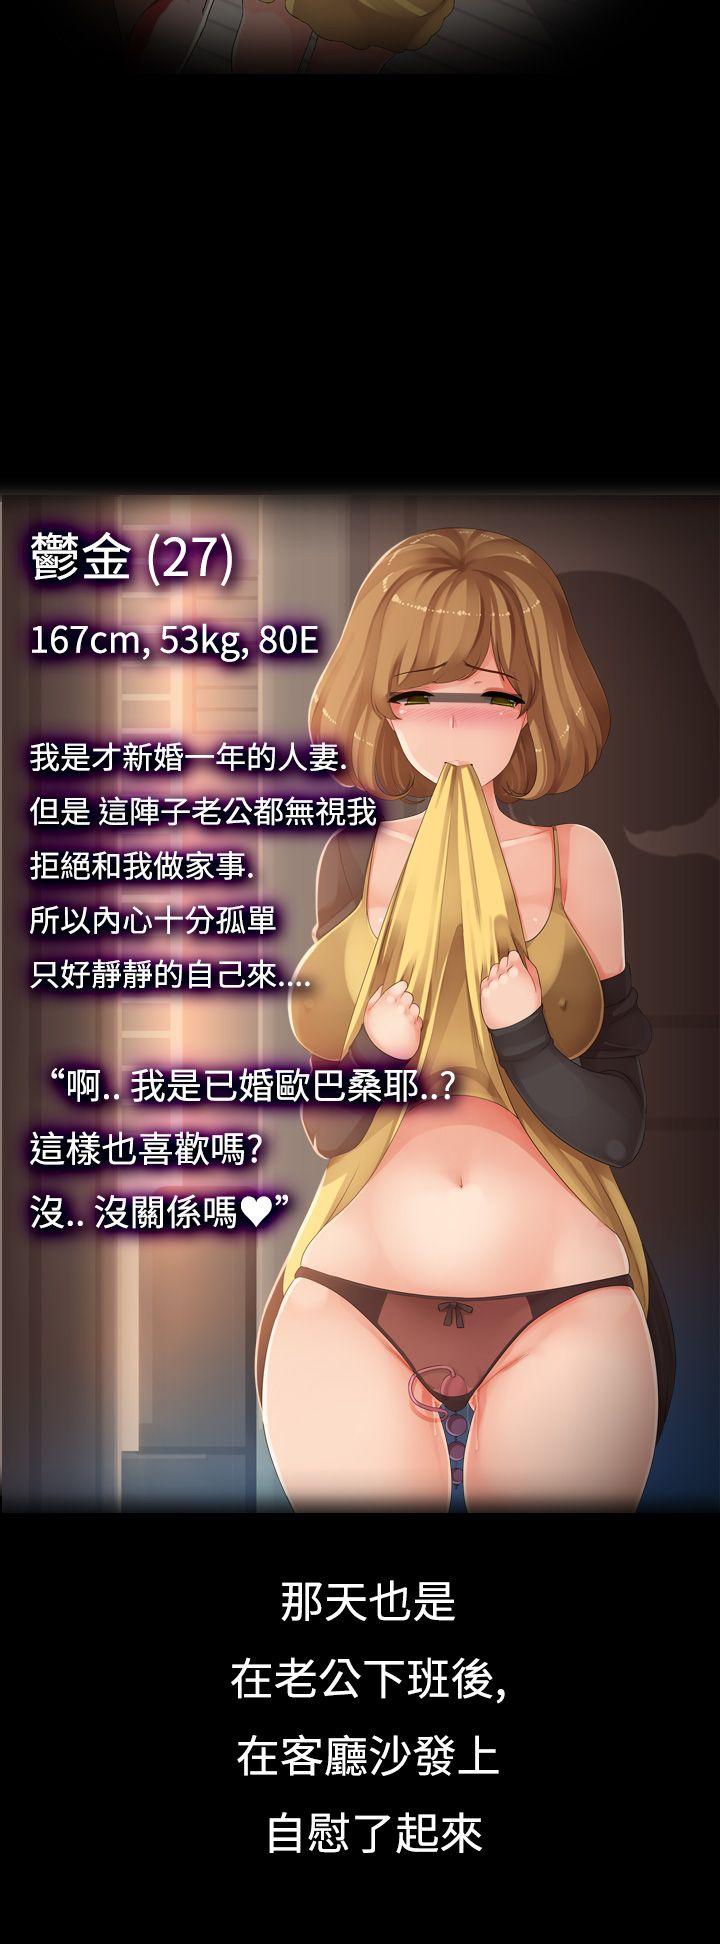 鬱金 (27)
167cm, 53kg, 80E
我是才新婚一年的人妻.
但是 這陣子老公都無視我
拒絕和我做家事.
所以內心十分孤單
只好靜靜的自己來....
“啊.. 我是已婚歐巴桑耶..?
這樣也喜歡嗎?
沒.. 沒關係嗎♥”
那天也是
在老公下班後,
在客廳沙發上
自慰了起來